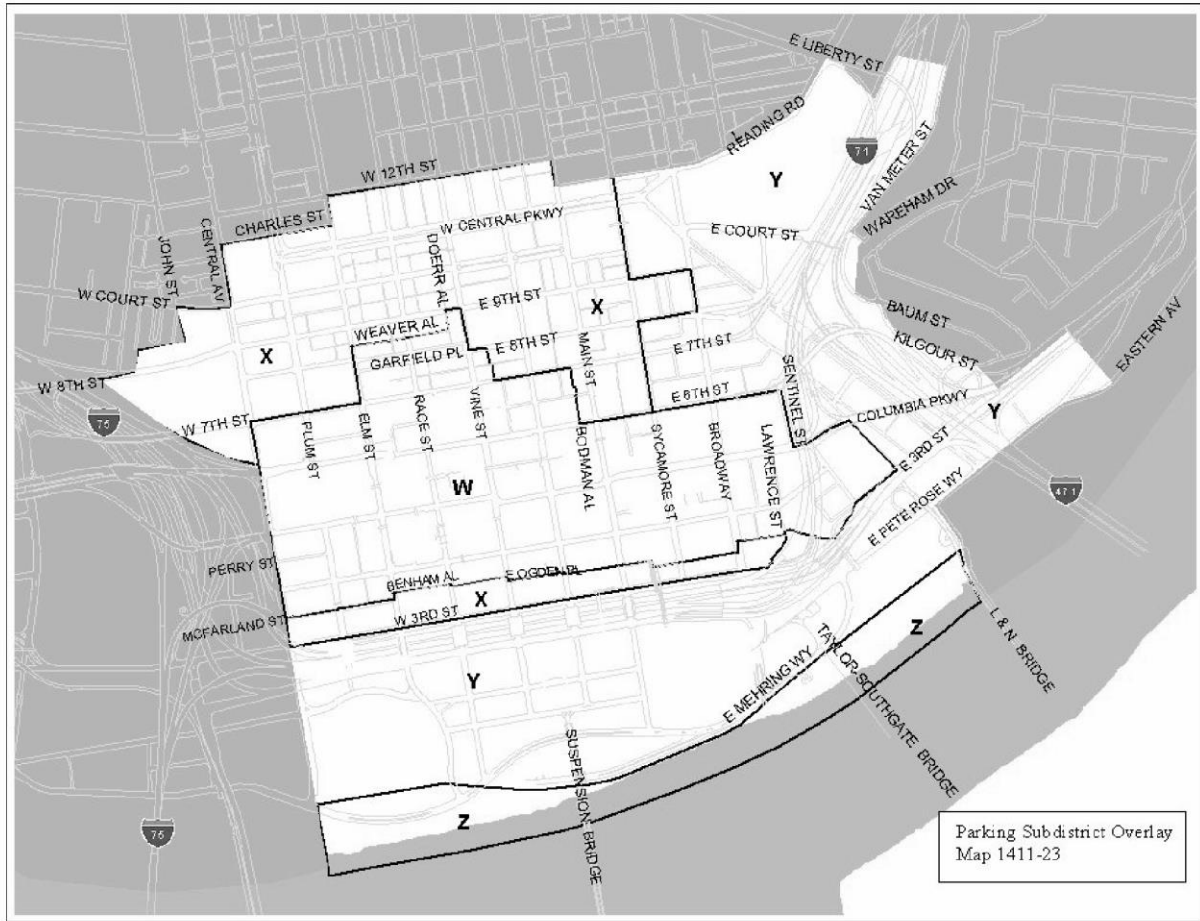 E LIBERTY ST
READING RD
71
VAN METER ST
W 12TH ST
Y
WAREHAM DR
CHARLES ST
W CENTRAL PKWY
E COURT ST
JOHN ST
CENTRAL AV
DOERR AL
W COURT ST
E 9TH ST
X
BAUM ST
WEAVER AL
KILGOUR ST
EASTERN AV
X
GARFIELD PL
E 8TH ST
MAIN ST
E 7TH ST
SENTINEL ST
W 8TH ST
E 6TH ST
COLUMBIA PKWY
Y
75
W 7TH ST
PLUM ST
ELM ST
RACE ST
VINE ST
BODMAN AL
SYCAMORE ST
BROADWAY
LAWRENCE ST
E 3RD ST
W
471
E PETE ROSE WY
PERRY ST
BENHAM AL
E OGDEN PL
X
MCFARLAND ST
W 3RD ST
Z
L & N BRIDGE
Y
E MEHRING WY
TAYLOR-SOUTHGATE BRIDGE
SUSPENSION BRIDGE
Z
75
Parking Subdistrict Overlay
Map 1411-23